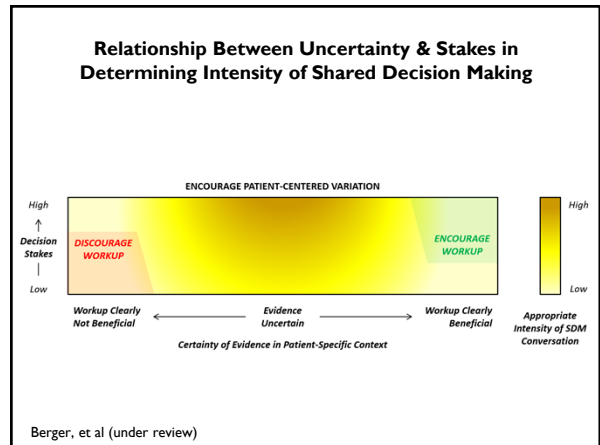 Relationship Between Uncertainty & Stakes in
Determining Intensity of Shared Decision Making
ENCOURAGE PATIENT-CENTERED VARIATION
High
Decision
Stakes
Low
DISCOURAGE
WORKUP
ENCOURAGE
WORKUP
High
Low
Workup Clearly
Not Beneficial
Evidence
Uncertain
Workup Clearly
Beneficial
Appropriate
Intensity of SDM
Conversation
Certainty of Evidence in Patient-Specific Context
Berger, et al (under review)